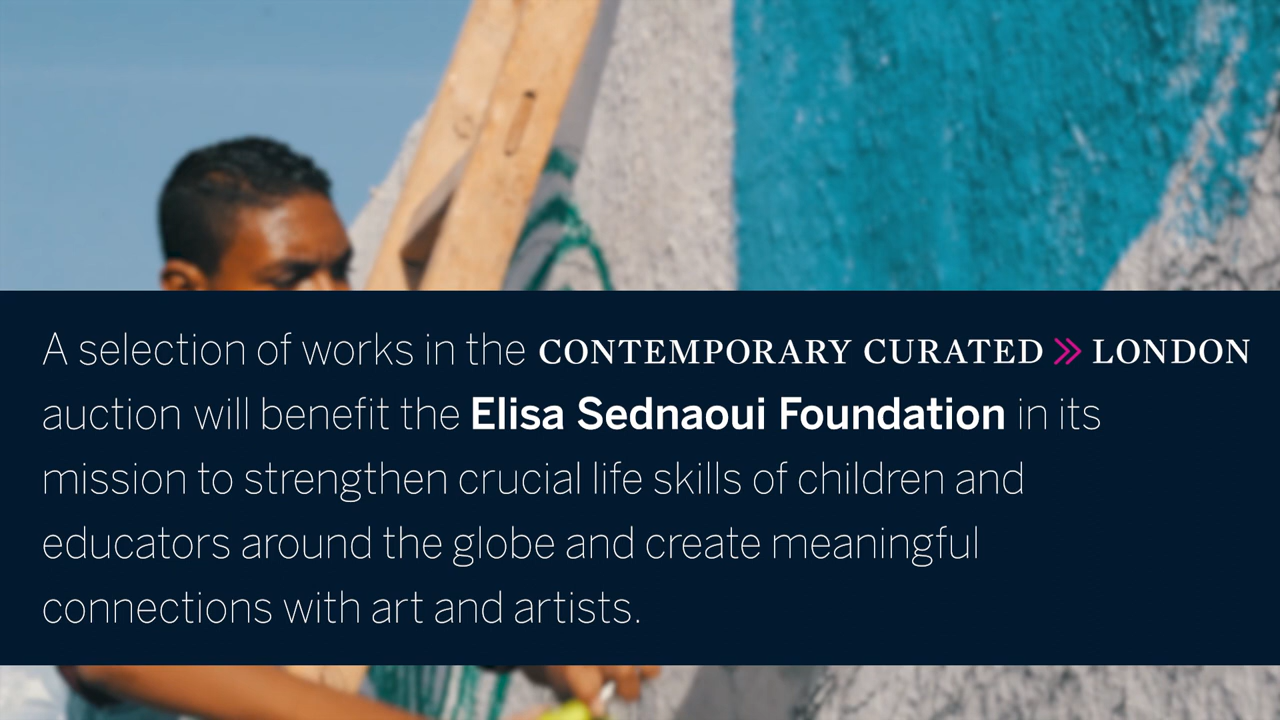 A selection of works in the CONTEMPORARY CURATED >> LONDON
auction will benefit the Elisa Sednaoui Foundation in its
mission to strengthen crucial life skills of children and
educators around the globe and create meaningful
connections with art and artists.